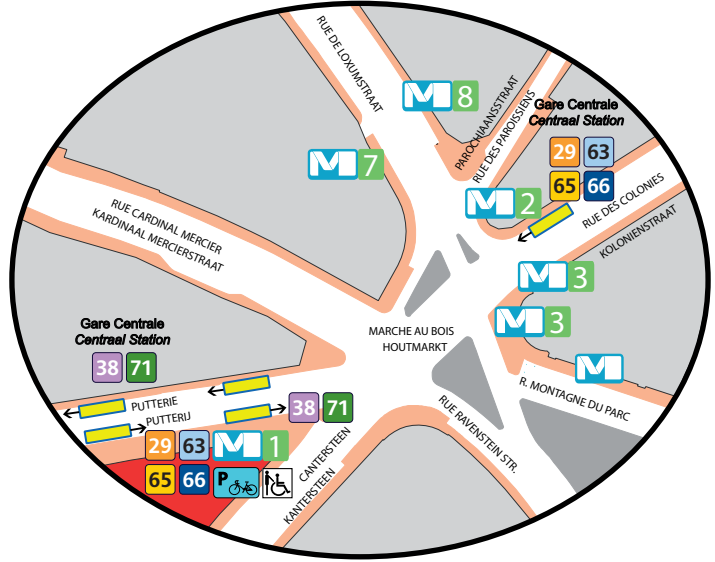 RUE DE LOXUMSTRAAT
M 8
PAROCHIAANSSTRAAT
RUE DES PAROISSIENS
Gare Centrale
Centraal Station
29 63
65 66
M 7
M 2
RUE DES COLONIES
KOLONIENSTRAAT
RUE CARDINAL MERCIER
KARDINAAL MERCIERSTRAAT
M 3
M 3
MARCHE AU BOIS
HOUTMARKT
Gare Centrale
Centraal Station
38 71
M
R. MONTAGNE DU PARC
PUTTERIE
PUTTERIJ
38 71
RUE RAVENSTEIN STR.
29 63 M 1
65 66 P
CANTERSTEEN
KANTERSTEEN